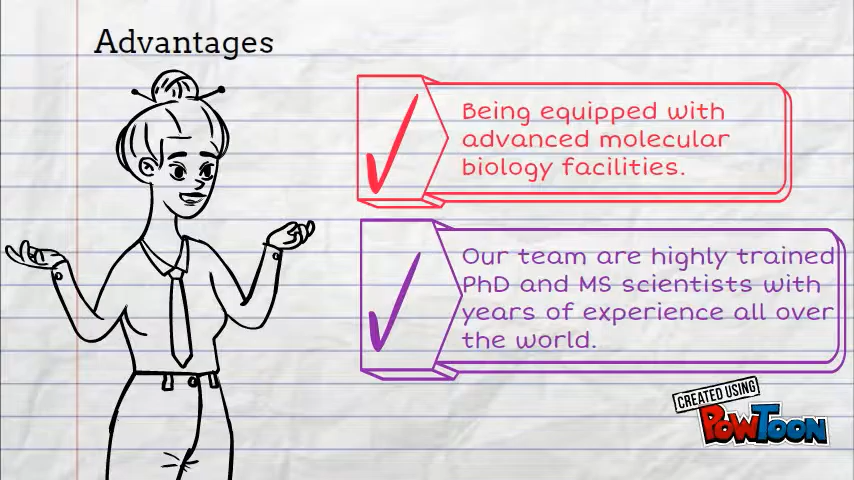 Advantages
Being equipped with
advanced molecular
biology facilities.
Our team are highly trained
PhD and MS scientists with
years of experience all over
the world.
CREATED USING
POWTOON